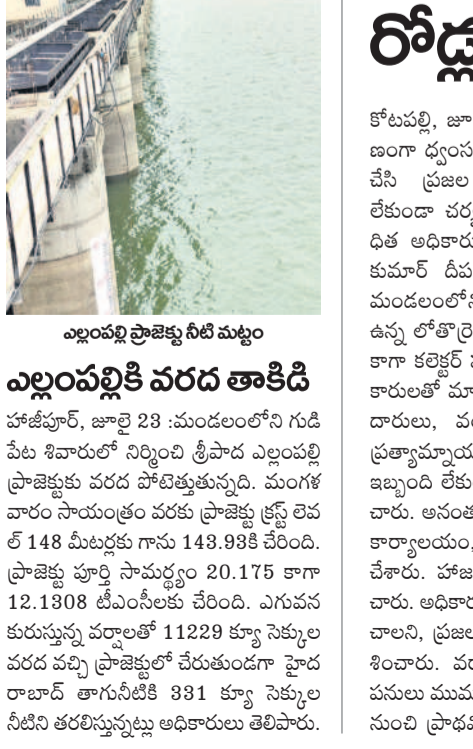 ఎల్లంపల్లి ప్రాజెక్టు నీటి మట్టం
ఎల్లంపల్లికి వరద తాకిడి
హాజీపూర్, జూలై 23 :మండలంలోని గుడి
పేట శివారులో నిర్మించి శ్రీపాద ఎల్లంపల్లి
ప్రాజెక్టుకు వరద పోటెత్తుతున్నది. మంగళ
వారం సాయంత్రం వరకు ప్రాజెక్టు క్రస్ట్ లెవ
ల్ 148 మీటర్లకు గాను 143.93కి చేరింది.
ప్రాజెక్టు పూర్తి సామర్థ్యం 20.175 కాగా
12.1308 టీఎంసీలకు చేరింది. ఎగువన
కురుస్తున్న వర్షాలతో 11229 క్యూ సెక్కుల
వరద వచ్చి ప్రాజెక్టులో చేరుతుండగా హైద
రాబాద్ తాగునీటికి 331 క్యూ సెక్కుల
నీటిని తరలిస్తున్నట్లు అధికారులు తెలిపారు.
రోడ్ల
కోటపల్లి, జూ
ణంగా ధ్వంస
చేసి ప్రజల
లేకుండా చర్య
ధిత అధికారు
కుమార్ దీప
మండలంలోని
ఉన్న లోతొర్రె
కాగా కలెక్టర్
కారులతో మా
దారులు, వం
ప్రత్యామ్నాయ
ఇబ్బంది లేకు
చారు. అనంత
కార్యాలయం,
చేశారు. హాజ
చారు. అధికార
చాలని, ప్రజల
శించారు. వర
పనులు ముమ
నుంచి ప్రాథమ